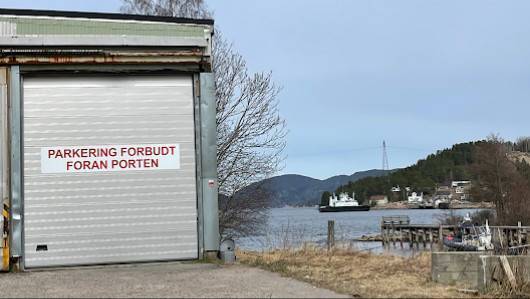 PARKERING FORBUDT
FORAN PORTEN